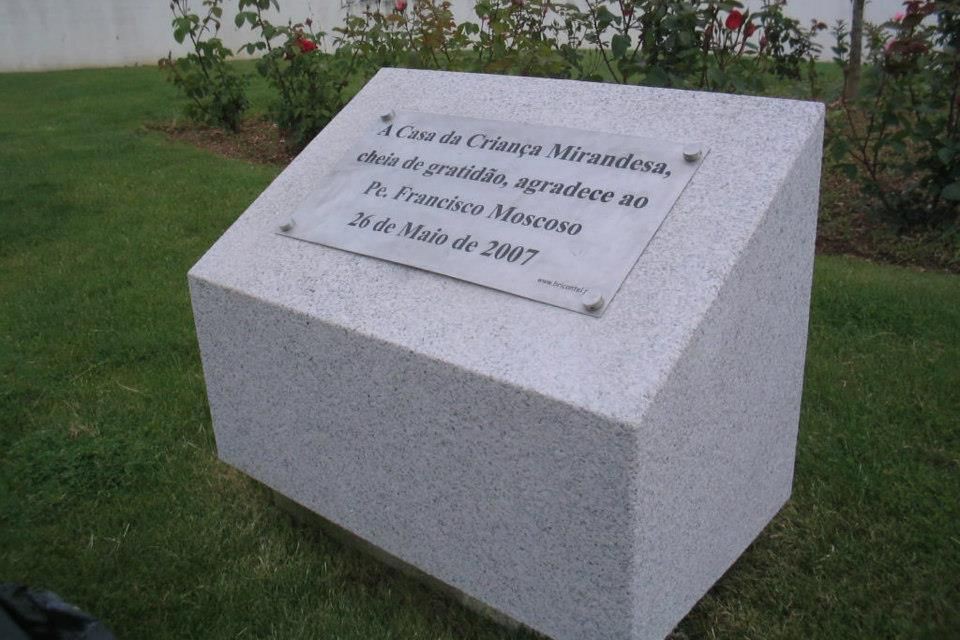 A Casa da Criança Mirandesa,
cheia de gratidão, agradece ao
Pe. Francisco Moscoso
26 de Maio de 2007